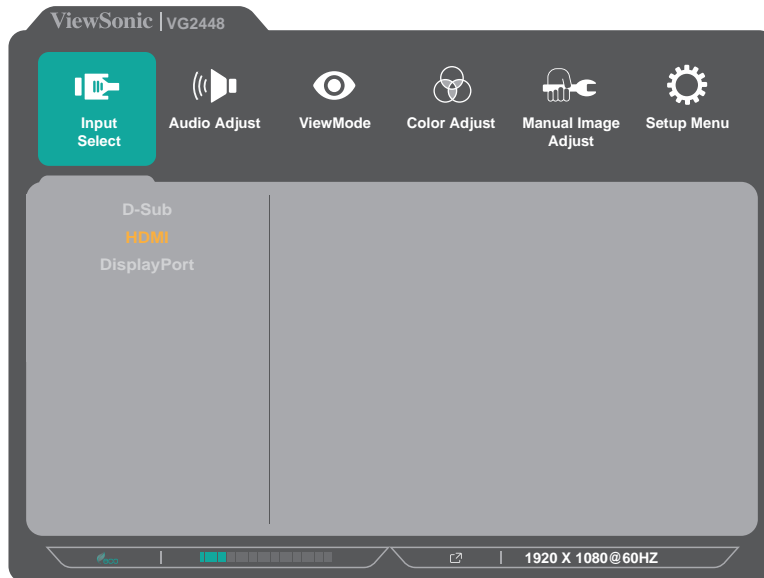 ViewSonic | VG2448
Input Select
Audio Adjust
ViewMode
Color Adjust
Manual Image Adjust
Setup Menu
D-Sub
HDMI
DisplayPort
eco
1920 X 1080@60HZ